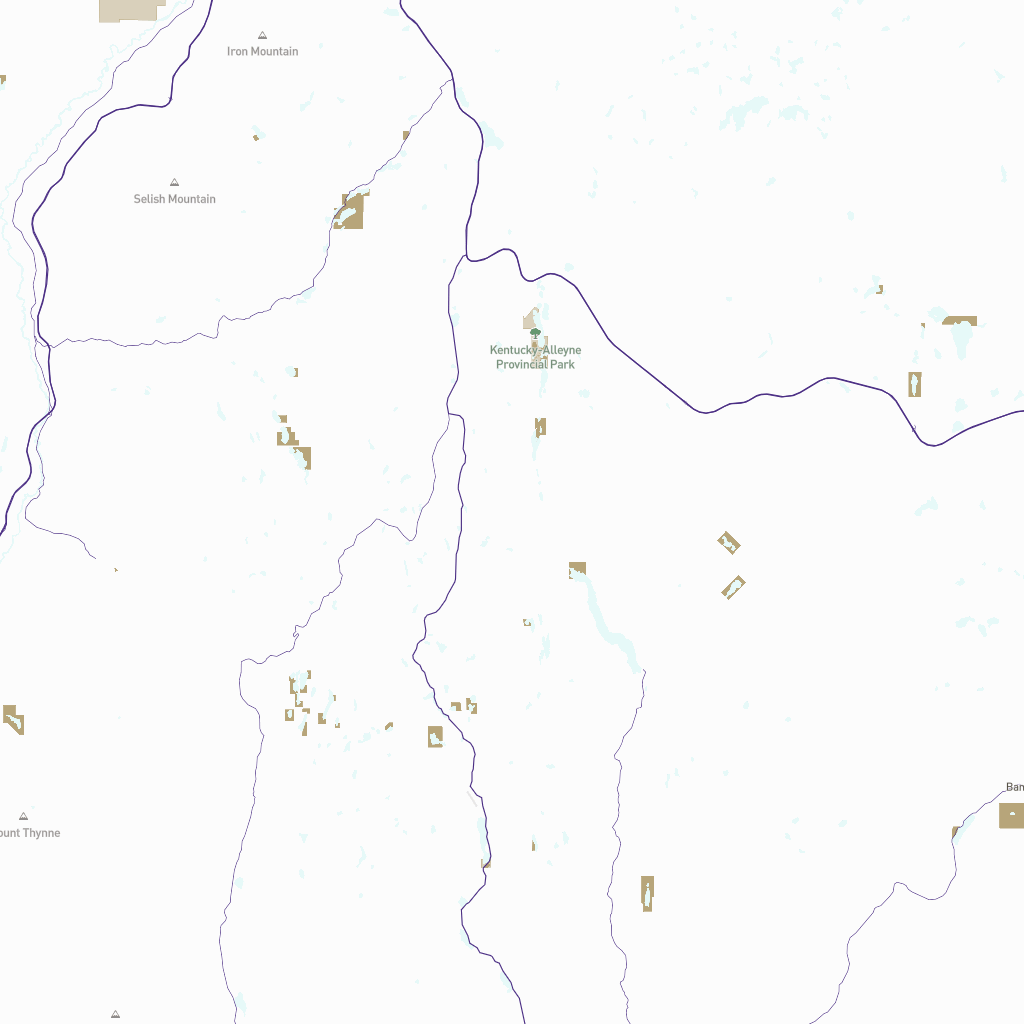 Iron Mountain
Selish Mountain
Kentucky-Alleyne
Provincial Park
Ban
ount Thynne